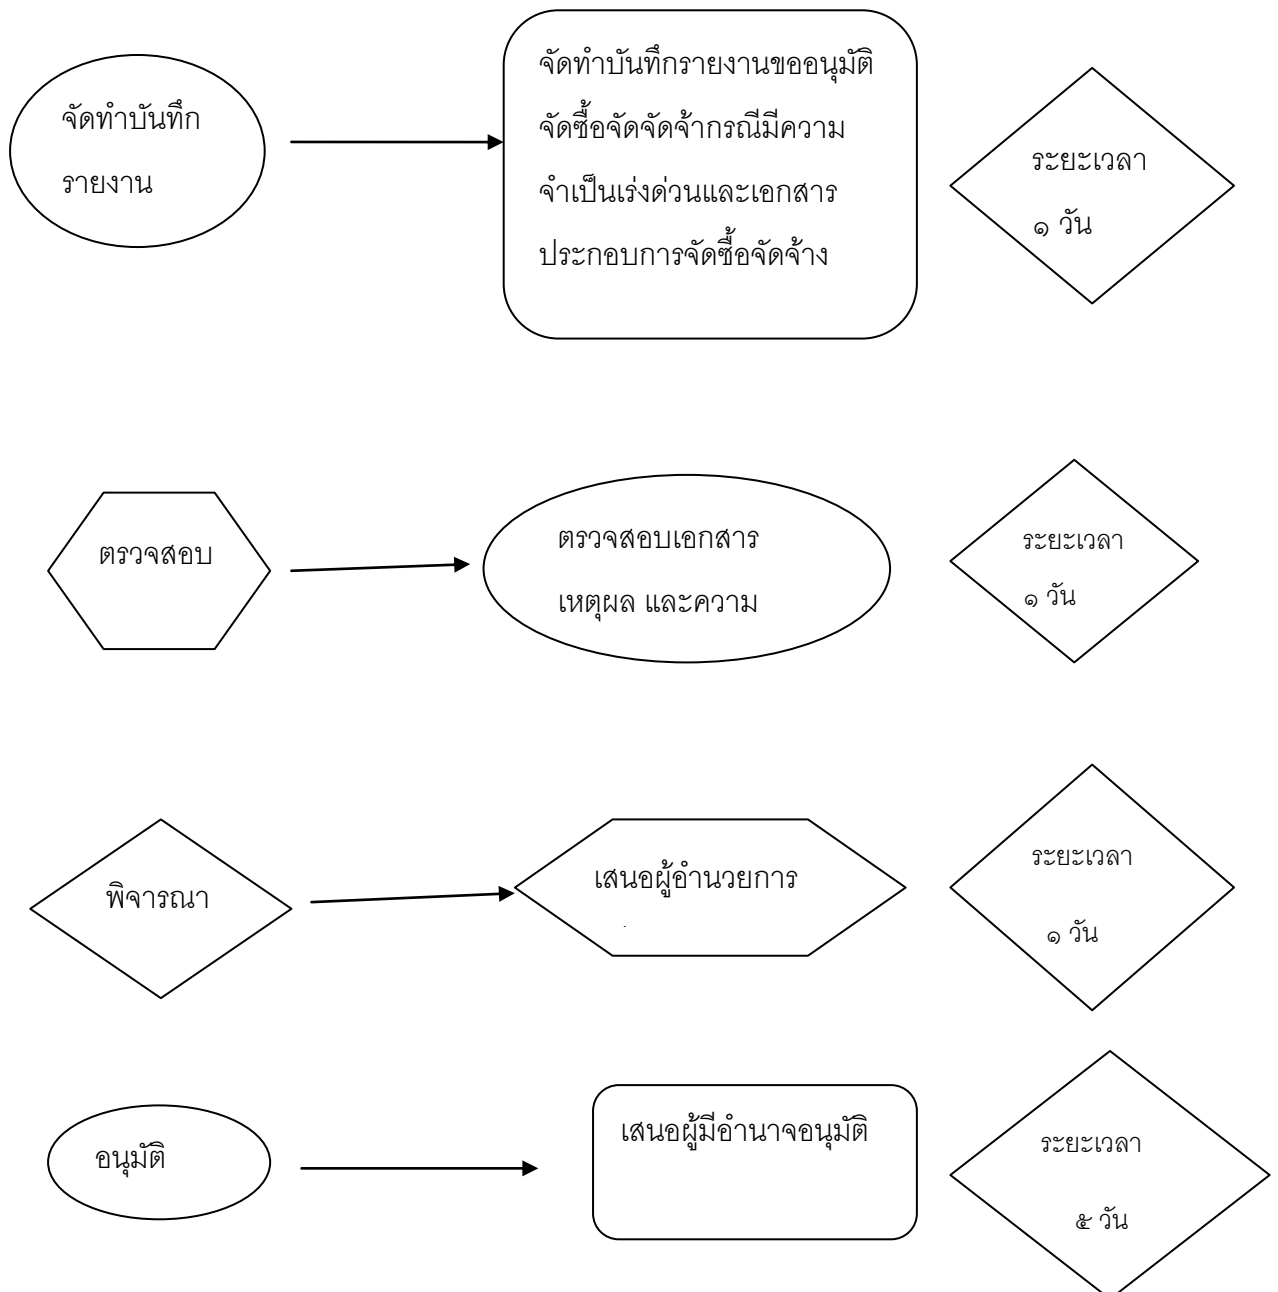 จัดทำบันทึก
รายงาน
จัดทำบันทึกรายงานขออนุมัติ
จัดซื้อจัดจัดจ้ากรณีมีความ
จำเป็นเร่งด่วนและเอกสาร
ประกอบการจัดซื้อจัดจ้าง
ระยะเวลา
๑ วัน
ตรวจสอบ
ตรวจสอบเอกสาร
เหตุผล และความ
ระยะเวลา
๑ วัน
พิจารณา
เสนอผู้อำนวยการ
ระยะเวลา
๑ วัน
อนุมัติ
เสนอผู้มีอำนาจอนุมัติ
ระยะเวลา
๕ วัน